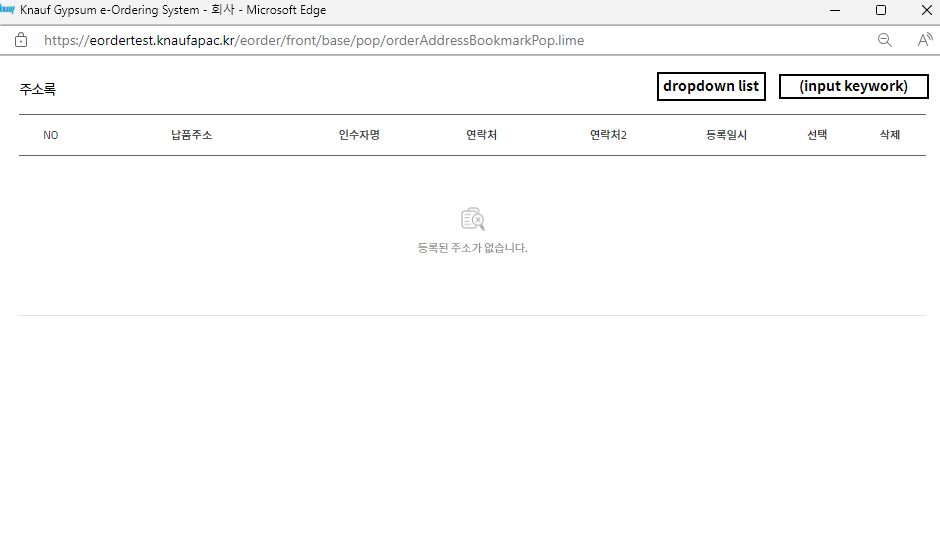 knauf Knauf Gypsum e-Ordering System - 회사 - Microsoft Edge
https://eordertest.knaufapac.kr/eorder/front/base/pop/orderAddressBookmarkPop.lime A
주소록 dropdown list (input keywork)
NO 납품주소 인수자명 연락처 연락처2 등록일시 선택 삭제
등록된 주소가 없습니다.